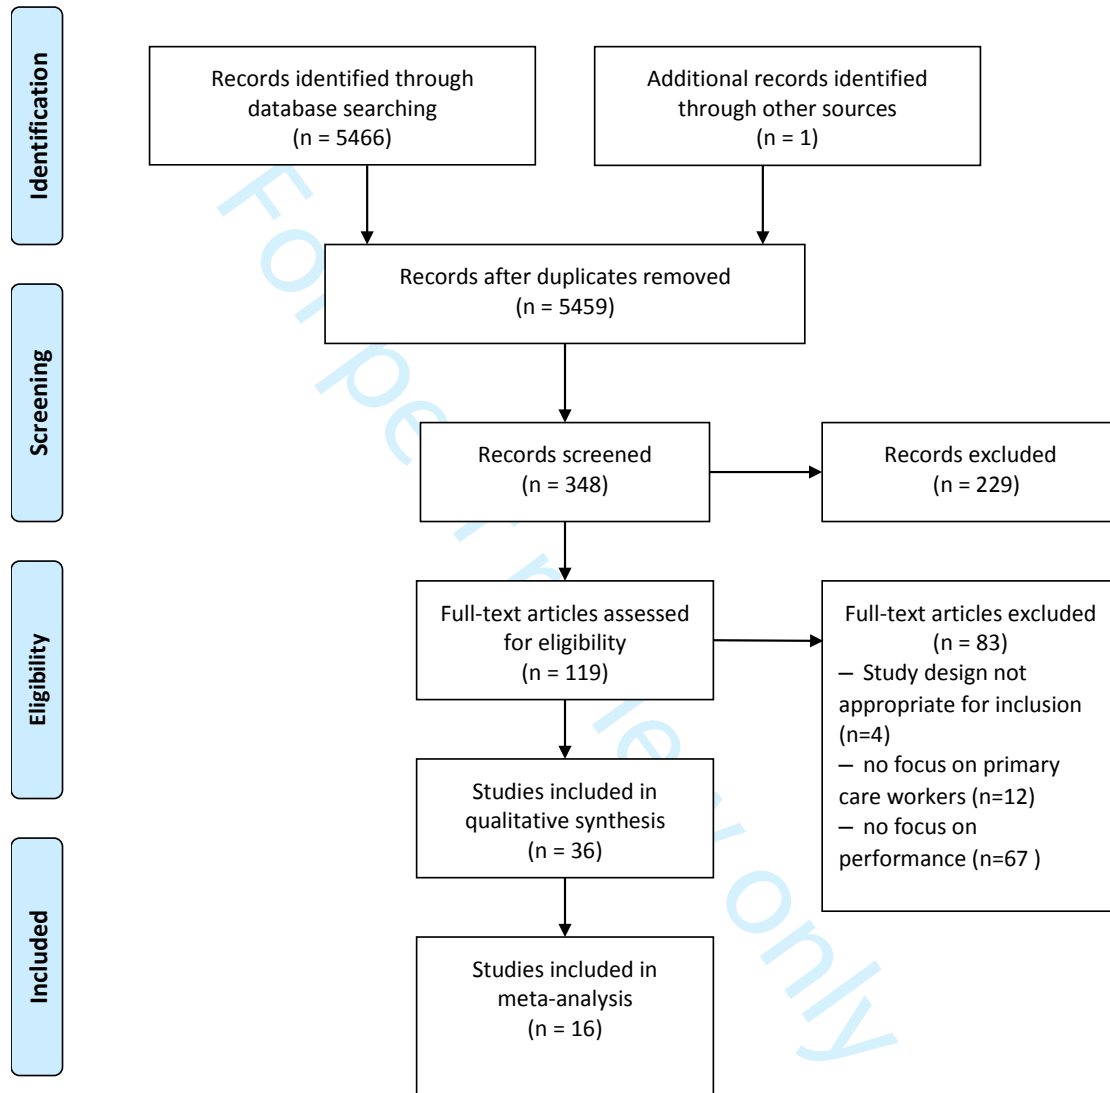 Identification
Records identified through
database searching
(n = 5466)
Additional records identified
through other sources
(n = 1)
Records after duplicates removed
(n = 5459)
Screening
Records screened
(n = 348)
Records excluded
(n = 229)
Eligibility
Full-text articles assessed
for eligibility
(n = 119)
Full-text articles excluded
(n = 83)
– Study design not
appropriate for inclusion
(n=4)
– no focus on primary
care workers (n=12)
– no focus on
performance (n=67 )
Studies included in
qualitative synthesis
(n = 36)
Included
Studies included in
meta-analysis
(n = 16)
For pe only